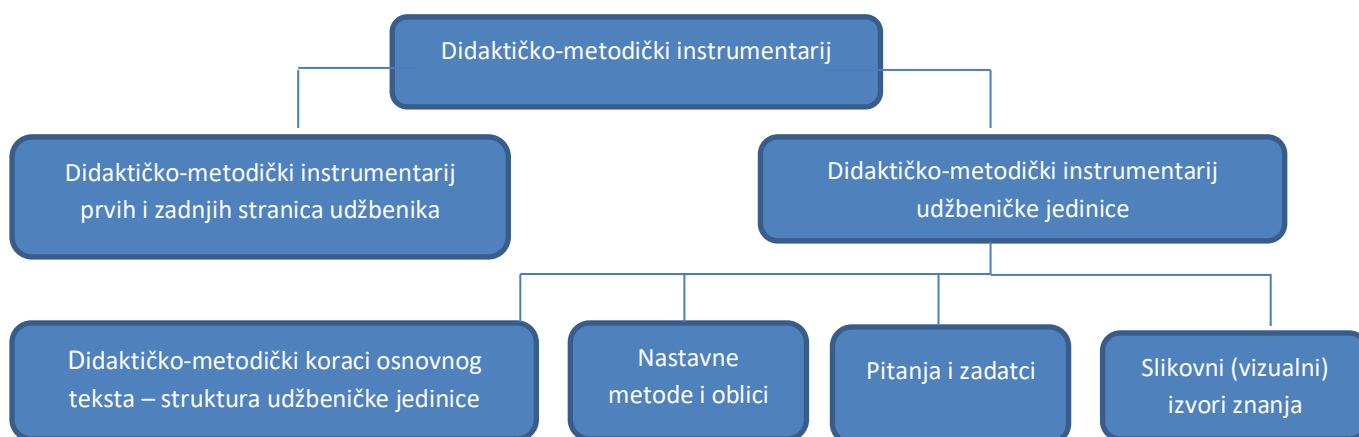 Didaktičko-metodički instrumentarij
Didaktičko-metodički instrumentarij
prvih i zadnjih stranica udžbenika
Didaktičko-metodički instrumentarij
udžbeničke jedinice
Didaktičko-metodički koraci osnovnog
teksta – struktura udžbeničke jedinice
Nastavne
metode i oblici
Pitanja i zadatci
Slikovni (vizualni)
izvori znanja